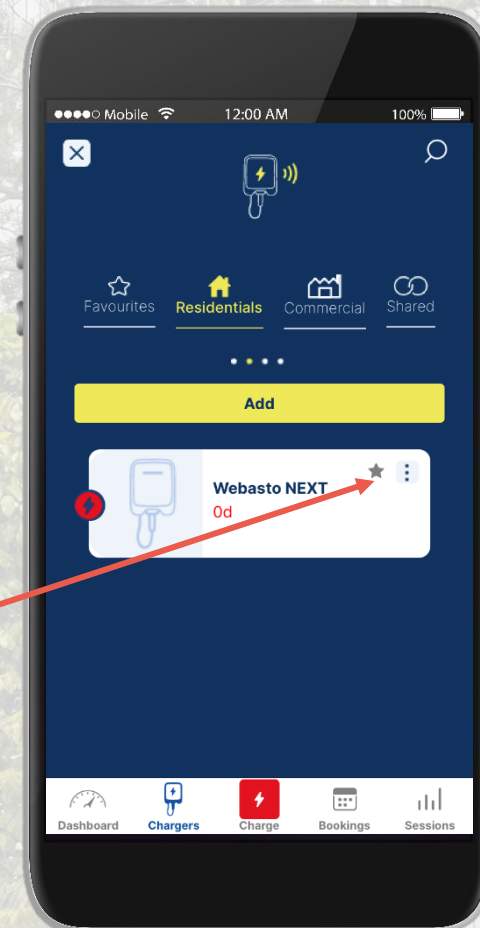 ●●●●○ Mobile 12:00 AM 100%
Favourites Residentials Commercial Shared
Add
Webasto NEXT
0d
Dashboard Chargers Charge Bookings Sessions